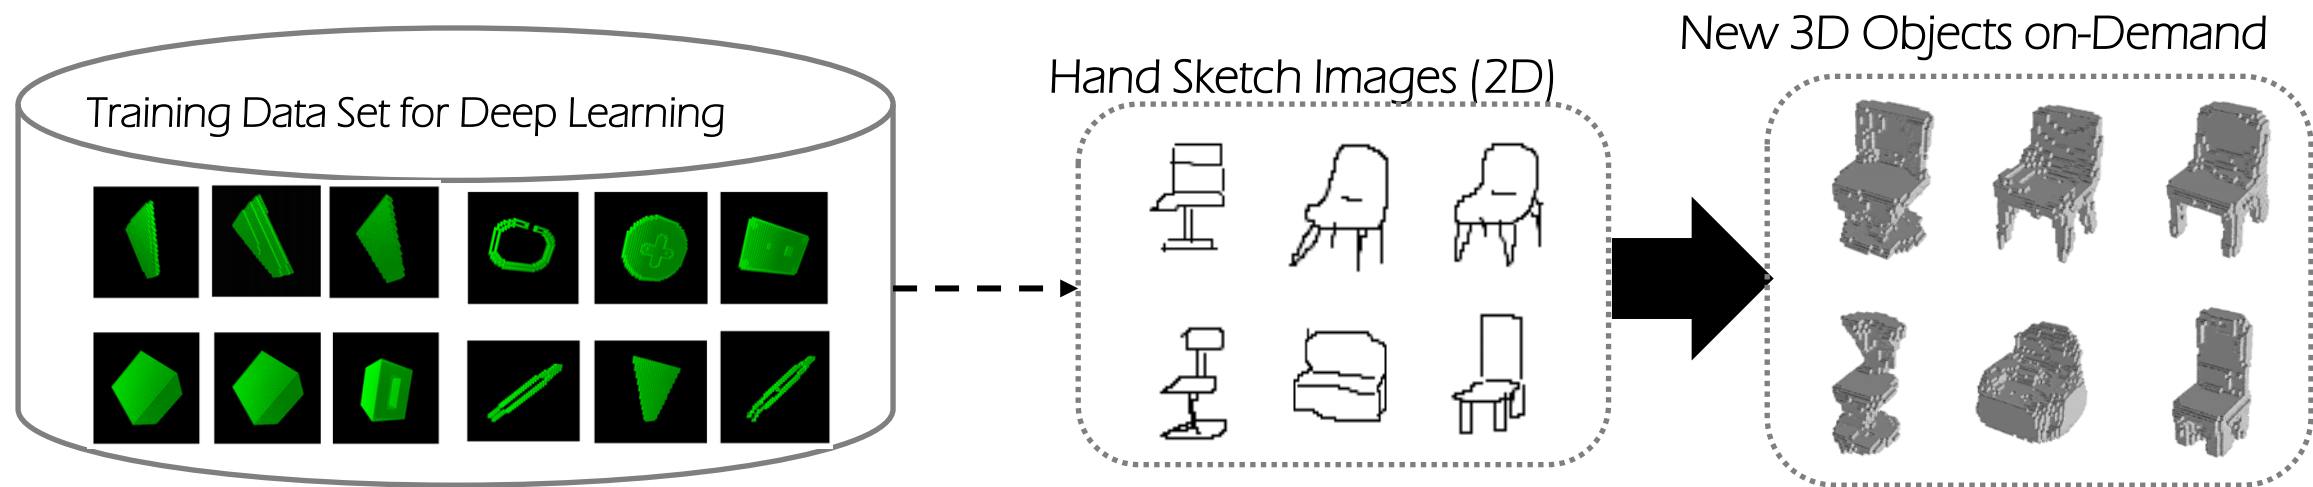 Training Data Set for Deep Learning
Hand Sketch Images (2D)
New 3D Objects on-Demand